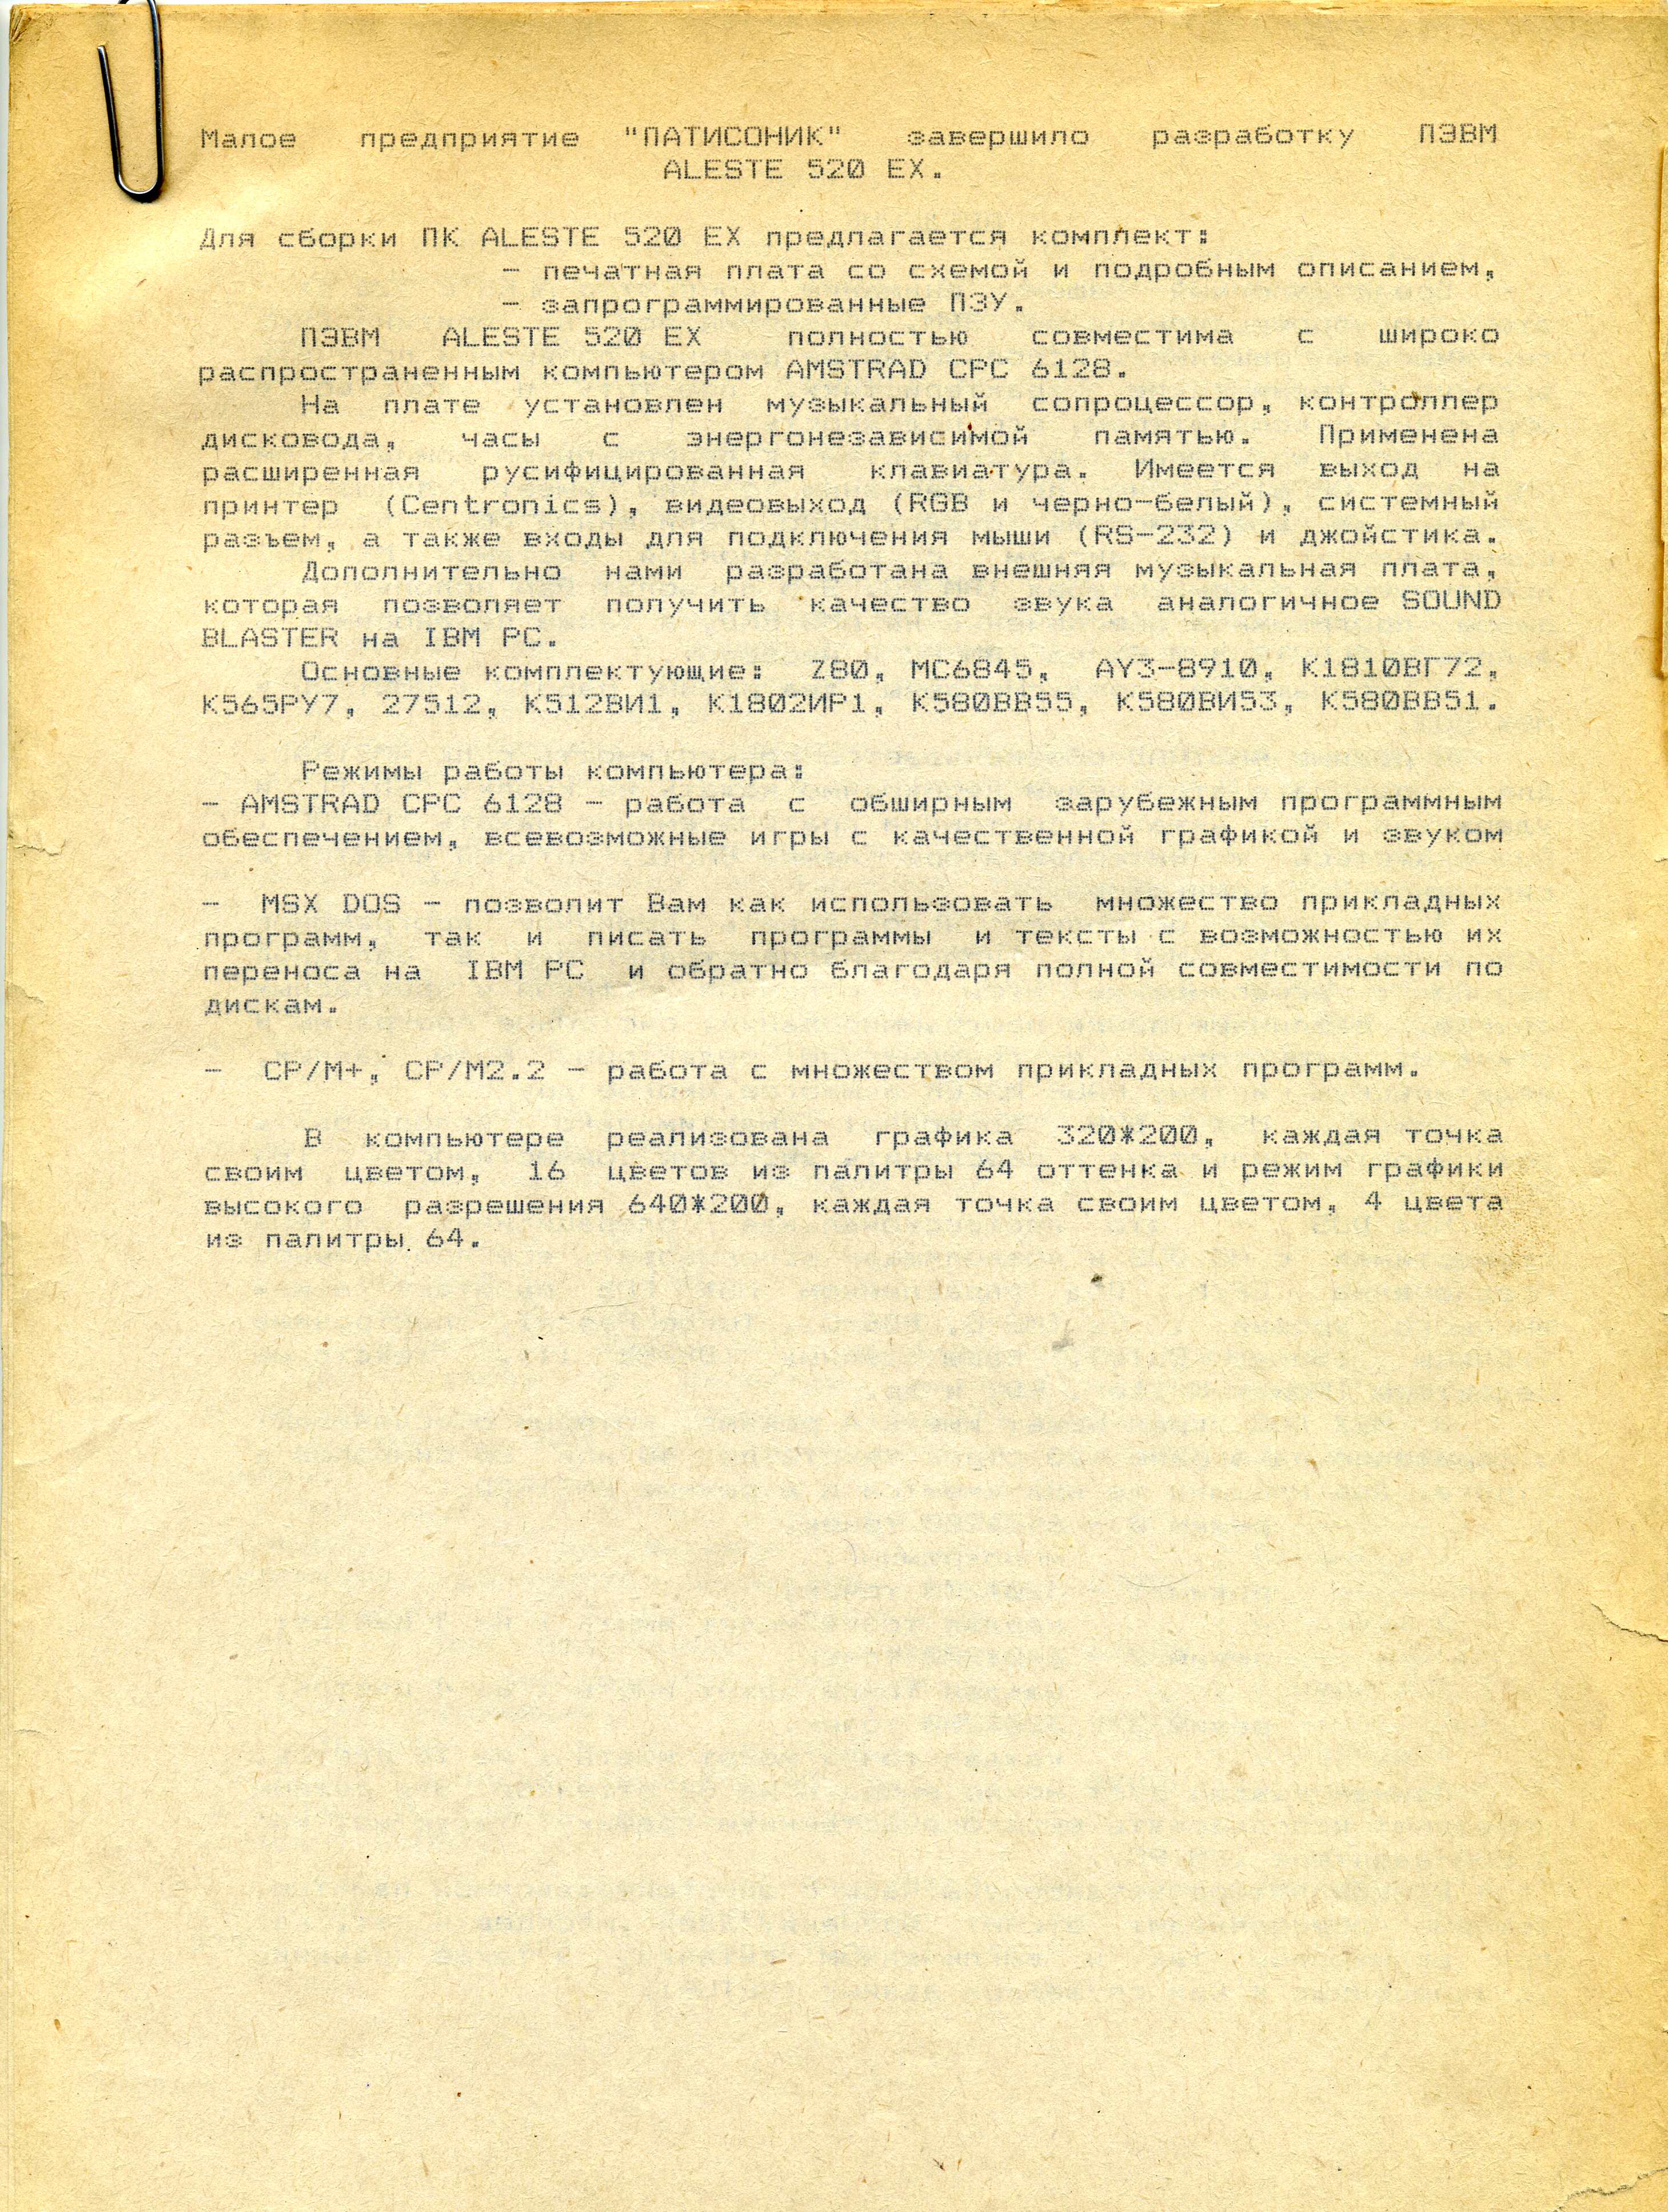 Малое предприятие "ПАТИСОНИК" завершило разработку ПЭВМ
ALESTE 520 EX.
Для сборки ПК ALESTE 520 EX предлагается комплект:
- печатная плата со схемой и подробным описанием,
- запрограммированные ПЗУ.
ПЭВМ ALESTE 520 EX полностью совместима с широко
распространенным компьютером AMSTRAD CPC 6128.
На плате установлен музыкальный сопроцессор, контроллер
дисковода, часы с энергонезависимой памятью. Применена
расширенная русифицированная клавиатура. Имеется выход на
принтер (Centronics), видеовыход (RGB и черно-белый), системный
разъем, а также входы для подключения мыши (RS-232) и джойстика.
Дополнительно нами разработана внешняя музыкальная плата,
которая позволяет получить качество звука аналогичное SOUND
BLASTER на IBM PC.
Основные комплектующие: Z80, MC6845, AY3-8910, К1810ВГ72,
К565РУ7, 27512, К512ВИ1, К1802ИР1, К580ВВ55, К580ВИ53, К580ВВ51.
Режимы работы компьютера:
- AMSTRAD CPC 6128 - работа с обширным зарубежным программным
обеспечением, всевозможные игры с качественной графикой и звуком
- MSX DOS - позволит Вам как использовать множество прикладных
программ, так и писать программы и тексты с возможностью их
переноса на IBM PC и обратно благодаря полной совместимости по
дискам.
- CP/M+, CP/M2.2 - работа с множеством прикладных программ.
В компьютере реализована графика 320*200, каждая точка
своим цветом, 16 цветов из палитры 64 оттенка и режим графики
высокого разрешения 640*200, каждая точка своим цветом, 4 цвета
из палитры 64.